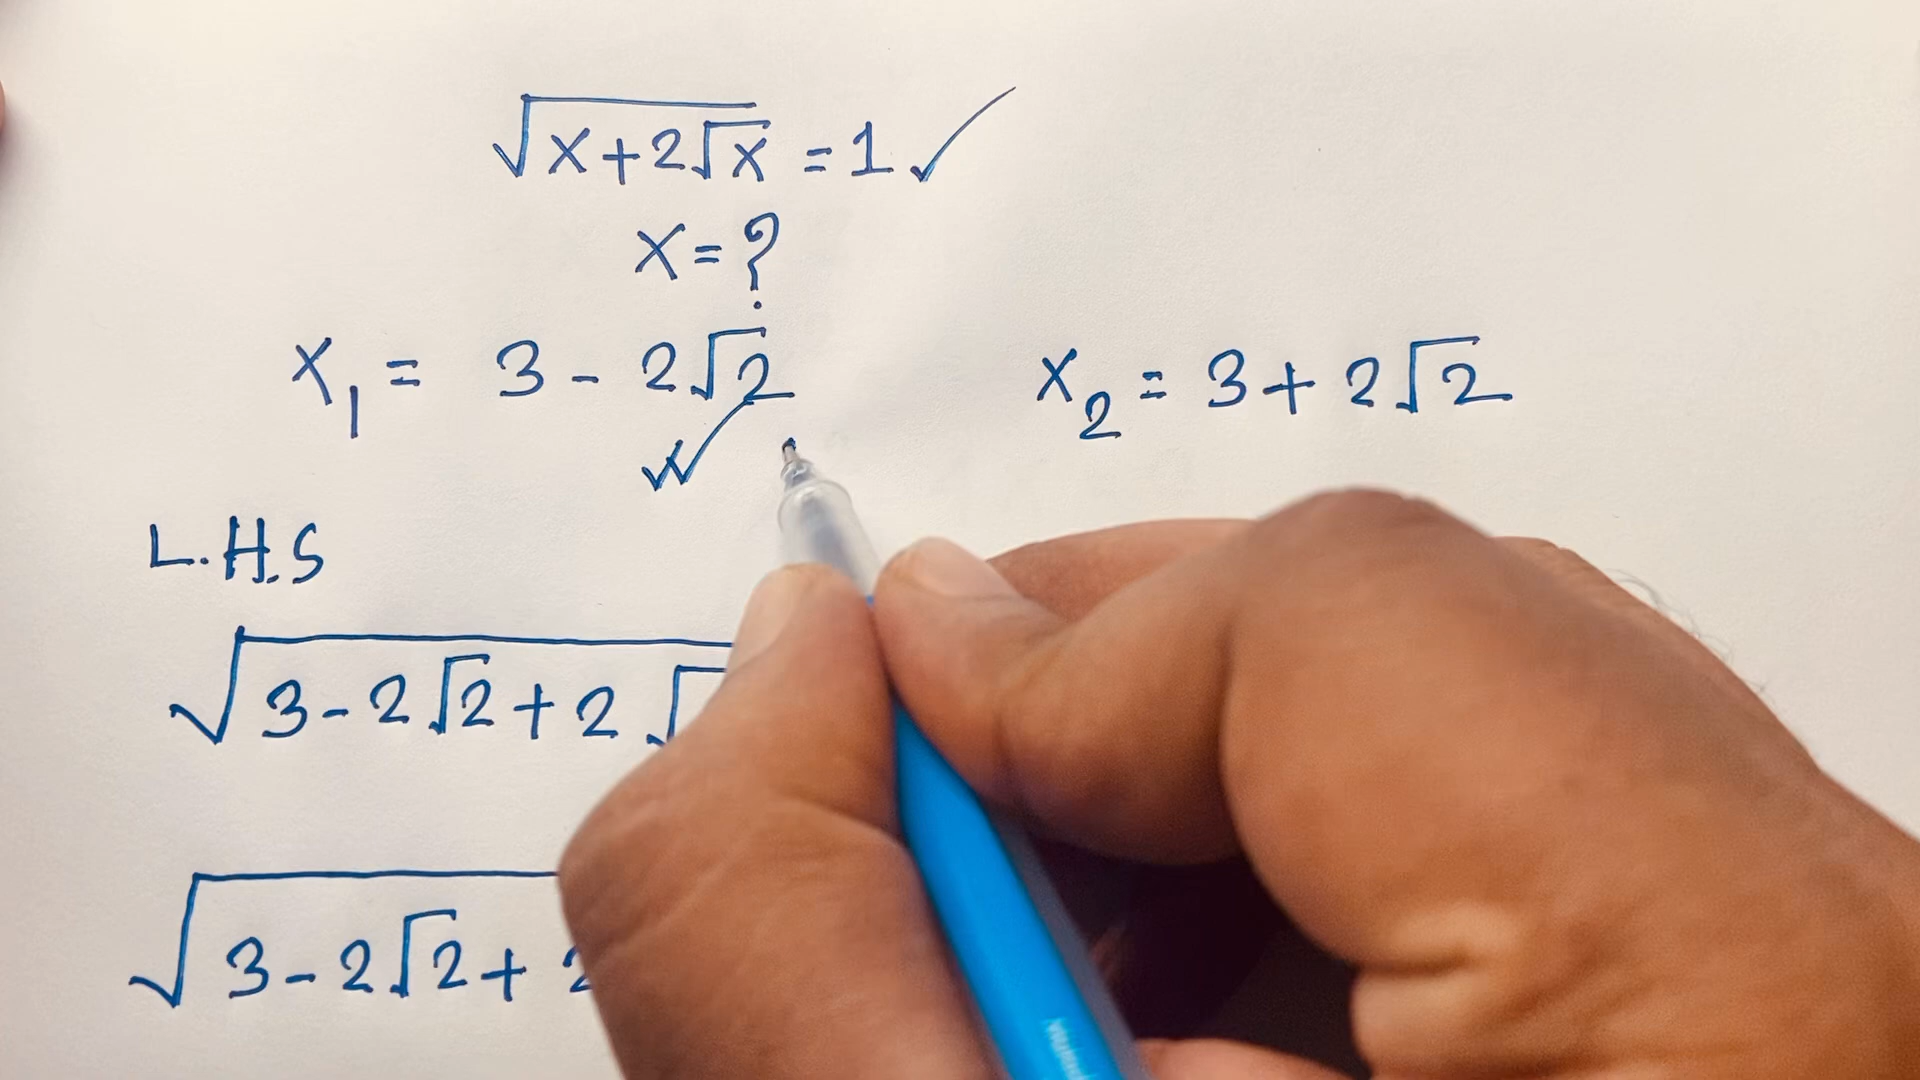 √(x+2√x) = 1 ✓
x = ?
x₁ = 3 - 2√2
x₂ = 3 + 2√2
L.H.S
√(3-2√2+2√
√(3-2√2+